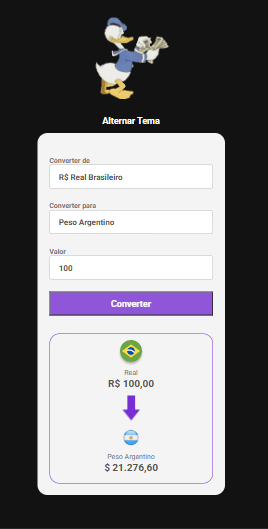 Alternar Tema
Converter de
R$ Real Brasileiro
Converter para
Peso Argentino
Valor
100
Converter
Real
R$ 100,00
Peso Argentino
$ 21.276,60